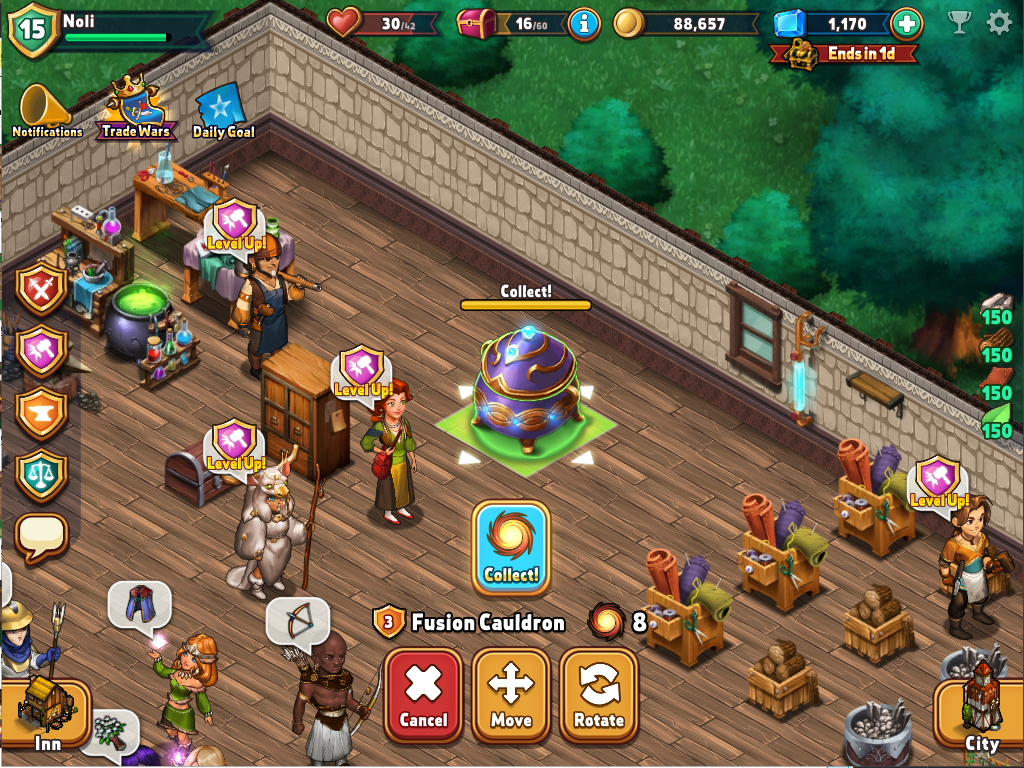 15
Noli
30/42
16/60
88,657
1,170
Ends in 1d
Notifications
Trade Wars
Daily Goal
Level Up!
Collect!
150
150
150
150
Level Up!
Level Up!
Level Up!
Collect!
3 Fusion Cauldron 8
Cancel
Move
Rotate
Inn
City